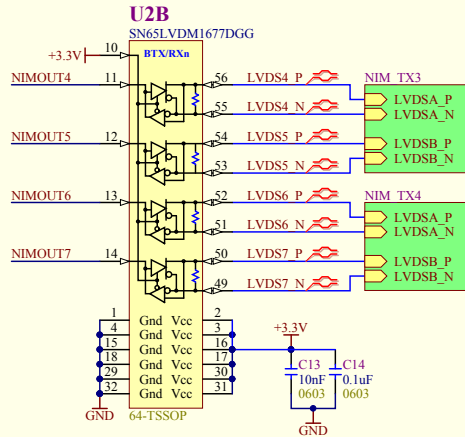 U2B
SN65LVDM1677DGG
+3.3V 10 BTX/RXn
NIMOUT4 11 56 LVDS4_P NIM_TX3
LVDSA_P
55 LVDS4_N LVDSA_N
NIMOUT5 12 54 LVDS5_P LVDSB_P
LVDSB_N
53 LVDS5_N
NIMOUT6 13 52 LVDS6_P NIM_TX4
LVDSA_P
51 LVDS6_N LVDSA_N
NIMOUT7 14 50 LVDS7_P LVDSB_P
LVDSB_N
49 LVDS7_N
1 Gnd Vcc 2
4 Gnd Vcc 3
+3.3V
15 Gnd Vcc 16
18 Gnd Vcc 17
29 Gnd Vcc 30
32 Gnd Vcc 31
C13 C14
10nF 0.1uF
0603 0603
GND 64-TSSOP
GND